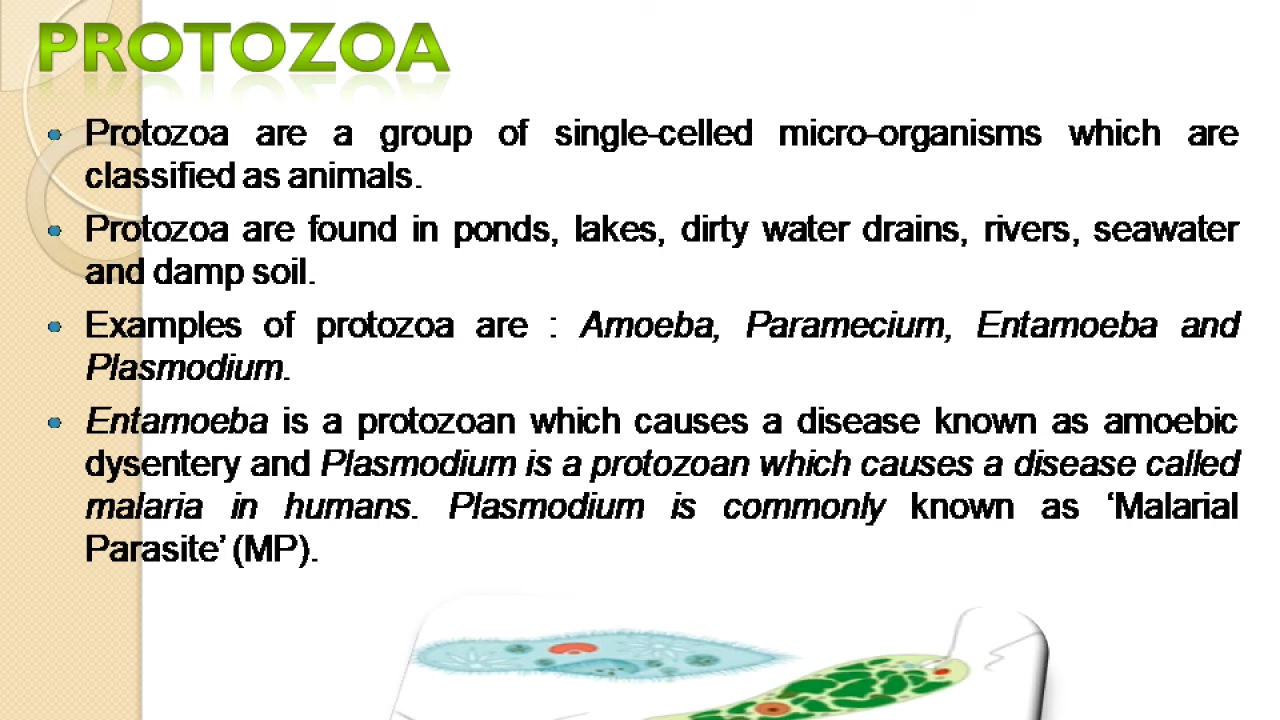 PROTOZOA
• Protozoa are a group of single-celled micro-organisms which are
classified as animals.
• Protozoa are found in ponds, lakes, dirty water drains, rivers, seawater
and damp soil.
• Examples of protozoa are : Amoeba, Paramecium, Entamoeba and
Plasmodium.
• Entamoeba is a protozoan which causes a disease known as amoebic
dysentery and Plasmodium is a protozoan which causes a disease called
malaria in humans. Plasmodium is commonly known as ‘Malarial
Parasite’ (MP).